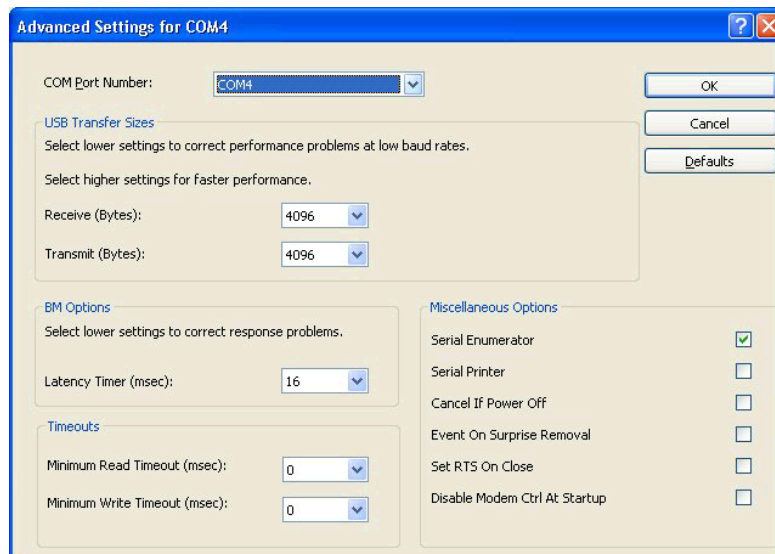 Advanced Settings for COM4
COM Port Number:
COM4
OK
Cancel
Defaults
USB Transfer Sizes
Select lower settings to correct performance problems at low baud rates.
Select higher settings for faster performance.
Receive (Bytes):
4096
Transmit (Bytes):
4096
BM Options
Select lower settings to correct response problems.
Latency Timer (msec):
16
Timeouts
Minimum Read Timeout (msec):
0
Minimum Write Timeout (msec):
0
Miscellaneous Options
Serial Enumerator
Serial Printer
Cancel If Power Off
Event On Surprise Removal
Set RTS On Close
Disable Modem Ctrl At Startup